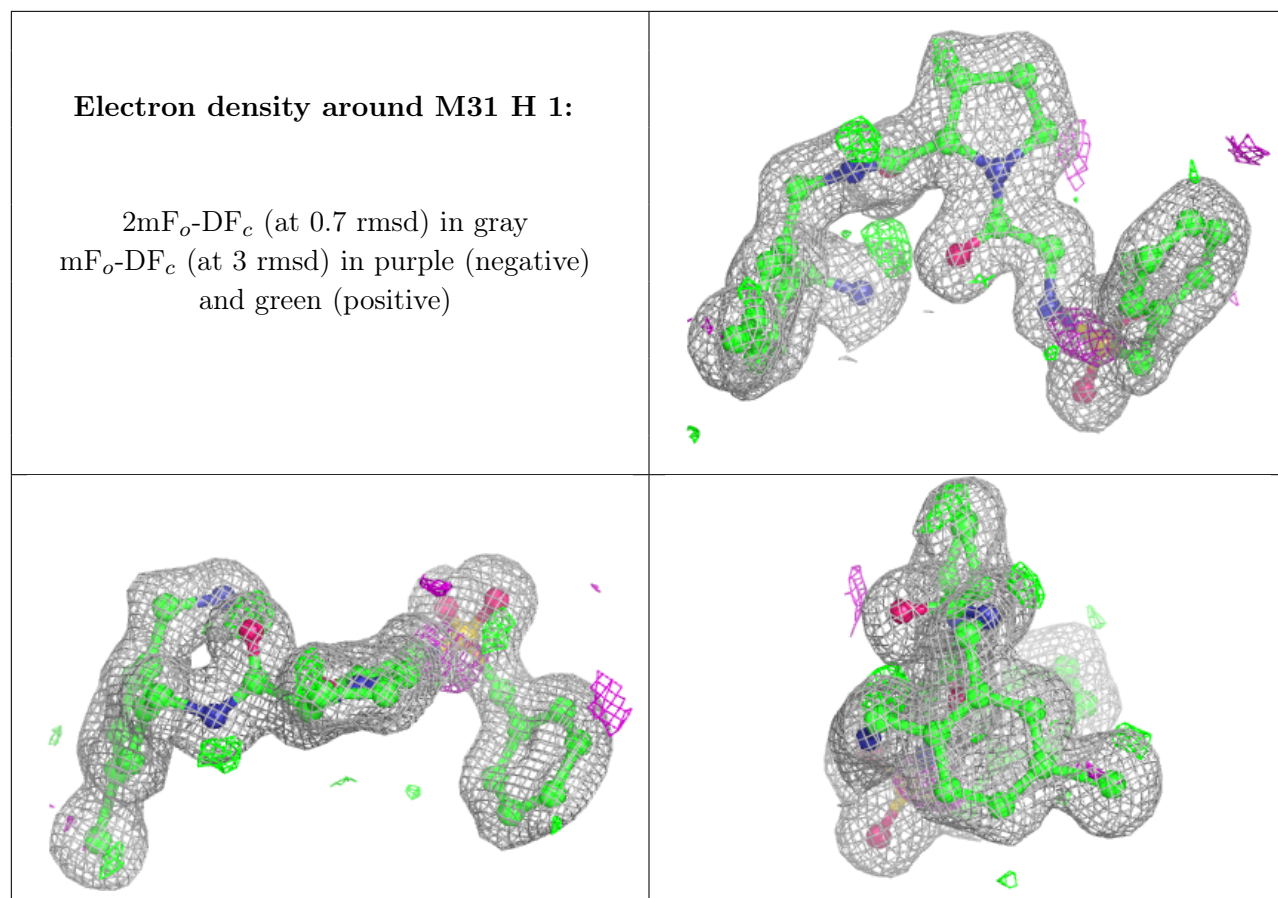 Electron density around M31 H 1:
2mFo-DFc (at 0.7 rmsd) in gray
mFo-DFc (at 3 rmsd) in purple (negative)
and green (positive)